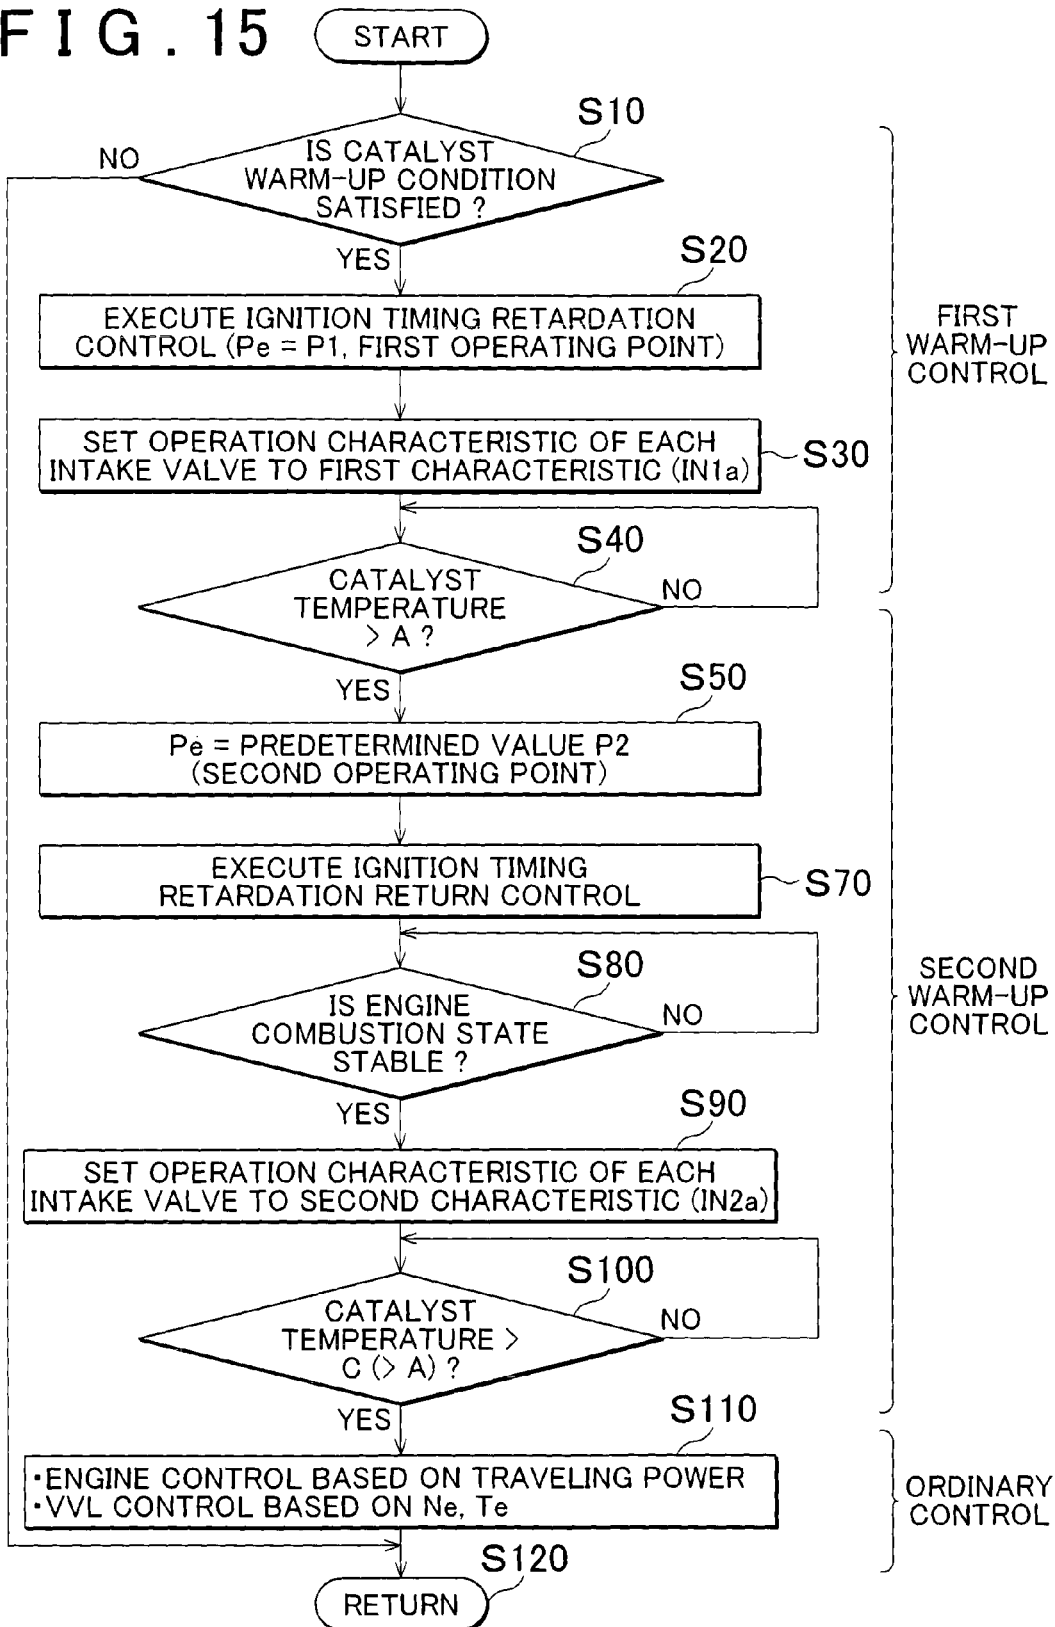 FIG. 15
START
S10
IS CATALYST
WARM-UP CONDITION
SATISFIED ?
NO
YES
S20
EXECUTE IGNITION TIMING RETARDATION
CONTROL (Pe = P1, FIRST OPERATING POINT)
FIRST
WARM-UP
CONTROL
SET OPERATION CHARACTERISTIC OF EACH
INTAKE VALVE TO FIRST CHARACTERISTIC (IN1a)
S30
S40
CATALYST
TEMPERATURE
> A ?
NO
YES
S50
Pe = PREDETERMINED VALUE P2
(SECOND OPERATING POINT)
EXECUTE IGNITION TIMING
RETARDATION RETURN CONTROL
S70
S80
IS ENGINE
COMBUSTION STATE
STABLE ?
NO
YES
SECOND
WARM-UP
CONTROL
S90
SET OPERATION CHARACTERISTIC OF EACH
INTAKE VALVE TO SECOND CHARACTERISTIC (IN2a)
S100
CATALYST
TEMPERATURE >
C (> A) ?
NO
YES
S110
·ENGINE CONTROL BASED ON TRAVELING POWER
·VVL CONTROL BASED ON Ne, Te
ORDINARY
CONTROL
S120
RETURN